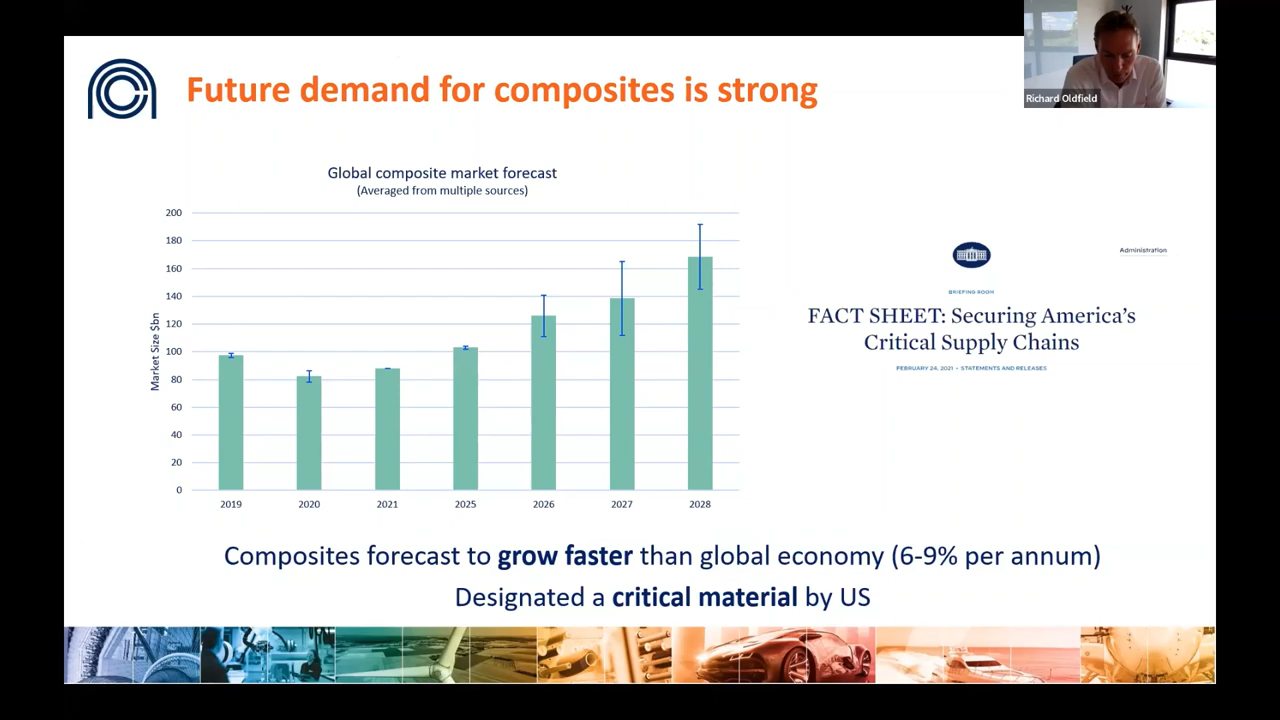 Future demand for composites is strong
Richard Oldfield
Global composite market forecast
(Averaged from multiple sources)
Market Size $bn
200
180
160
140
120
100
80
60
40
20
0
2019 2020 2021 2025 2026 2027 2028
Administration
BRIEFING ROOM
FACT SHEET: Securing America's
Critical Supply Chains
FEBRUARY 24, 2021 • STATEMENTS AND RELEASES
Composites forecast to grow faster than global economy (6-9% per annum)
Designated a critical material by US